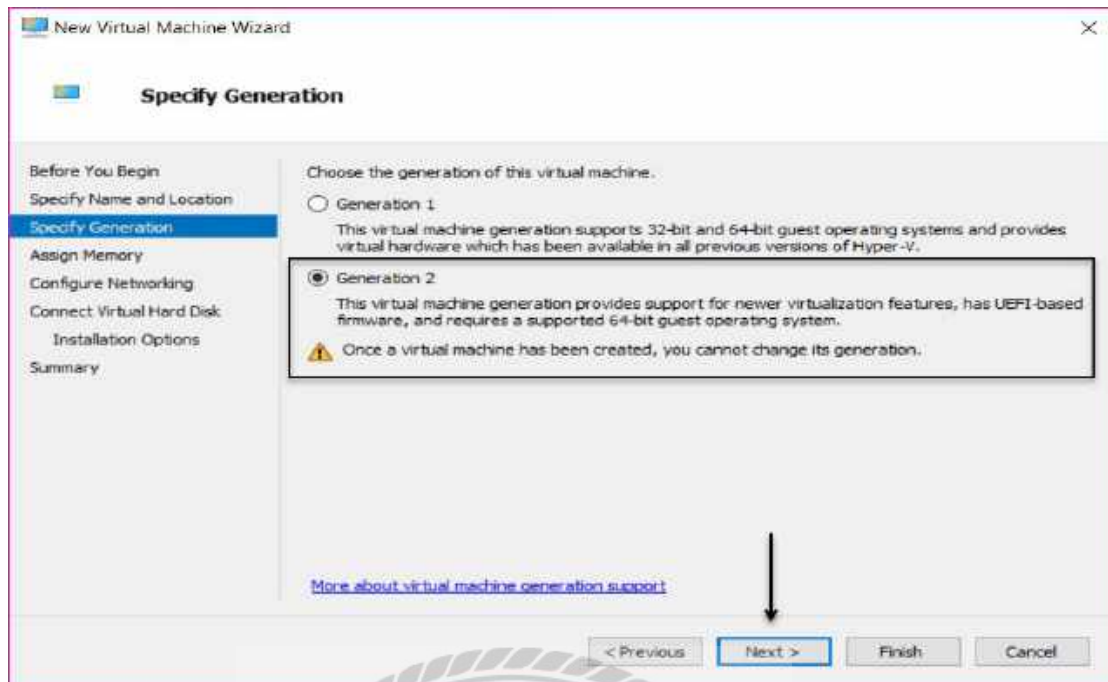 New Virtual Machine Wizard
Specify Generation
Before You Begin
Specify Name and Location
Specify Generation
Assign Memory
Configure Networking
Connect Virtual Hard Disk
Installation Options
Summary
Choose the generation of this virtual machine.
Generation 1
This virtual machine generation supports 32-bit and 64-bit guest operating systems and provides
virtual hardware which has been available in all previous versions of Hyper-V.
Generation 2
This virtual machine generation provides support for newer virtualization features, has UEFI-based
firmware, and requires a supported 64-bit guest operating system.
Once a virtual machine has been created, you cannot change its generation.
More about virtual machine generation support
< Previous
Next >
Finish
Cancel